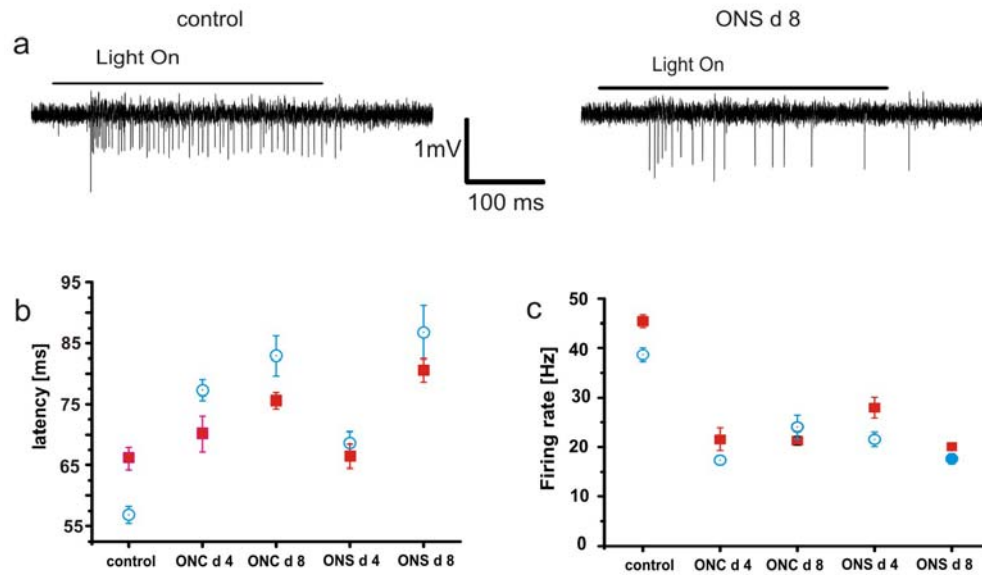 control
ONS d 8
a
Light On
Light On
1mV
100 ms
b
95
85
75
65
55
latency [ms]
control
ONC d 4
ONC d 8
ONS d 4
ONS d 8
c
50
40
30
20
10
0
Firing rate [Hz]
control
ONC d 4
ONC d 8
ONS d 4
ONS d 8